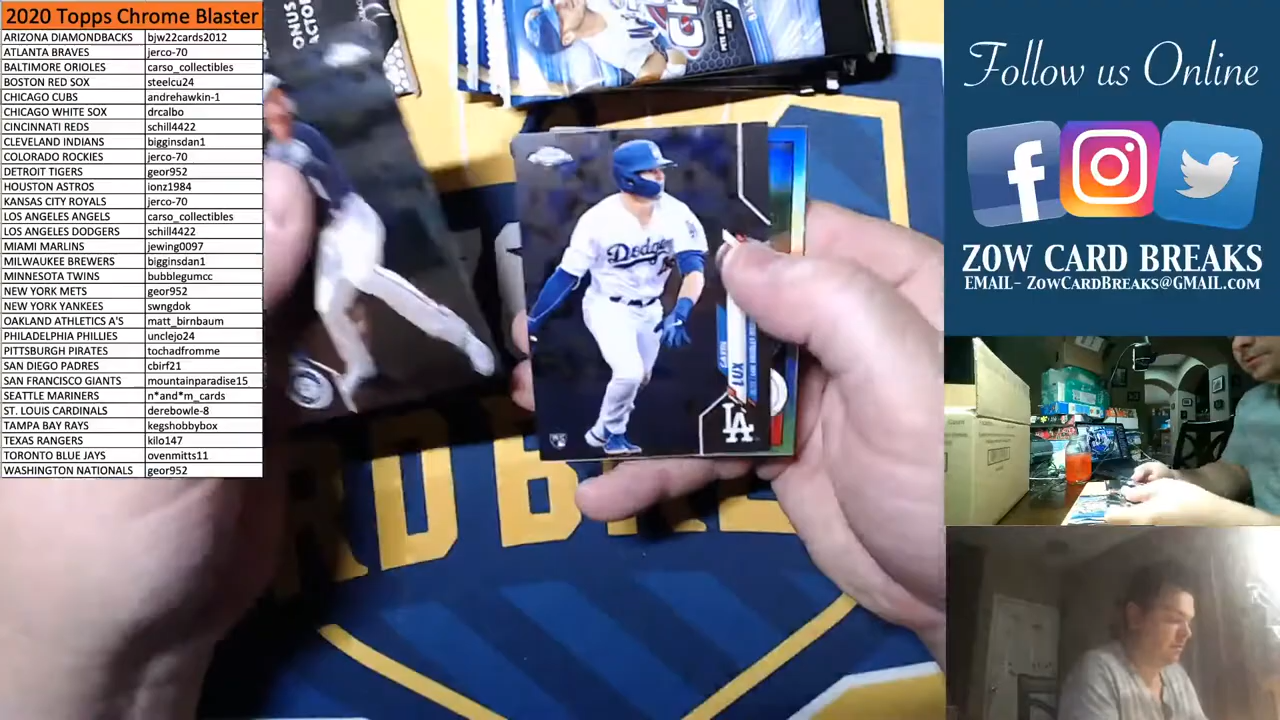 2020 Topps Chrome Blaster
ARIZONA DIAMONDBACKS bjw22cards2012
ATLANTA BRAVES jerco-70
BALTIMORE ORIOLES carso_collectibles
BOSTON RED SOX steelcu24
CHICAGO CUBS andrehawkin-1
CHICAGO WHITE SOX drcalbo
CINCINNATI REDS schill4422
CLEVELAND INDIANS bigginsdan1
COLORADO ROCKIES jerco-70
DETROIT TIGERS geor952
HOUSTON ASTROS ionz1984
KANSAS CITY ROYALS jerco-70
LOS ANGELES ANGELS carso_collectibles
LOS ANGELES DODGERS schill4422
MIAMI MARLINS jewing0097
MILWAUKEE BREWERS bigginsdan1
MINNESOTA TWINS bubblegumcc
NEW YORK METS geor952
NEW YORK YANKEES swngdok
OAKLAND ATHLETICS A'S matt_birnbaum
PHILADELPHIA PHILLIES unclejo24
PITTSBURGH PIRATES tochadfromme
SAN DIEGO PADRES cbirf21
SAN FRANCISCO GIANTS mountainparadise15
SEATTLE MARINERS n*and*m_cards
ST. LOUIS CARDINALS derebowle-8
TAMPA BAY RAYS kegshobbybox
TEXAS RANGERS kilo147
TORONTO BLUE JAYS ovenmitts11
WASHINGTON NATIONALS geor952
ONUS
ACTOR
Dodgers
GAVIN
LUX
LA
Follow us Online
f
ZOW CARD BREAKS
EMAIL- ZOWCARDBREAKS@GMAIL.COM